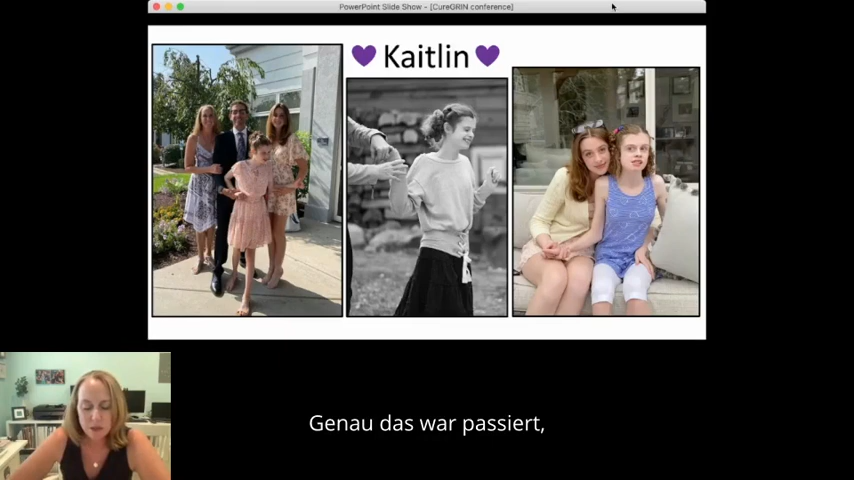 PowerPoint Slide Show - [CureGRIN conference]
Kaitlin
Genau das war passiert,